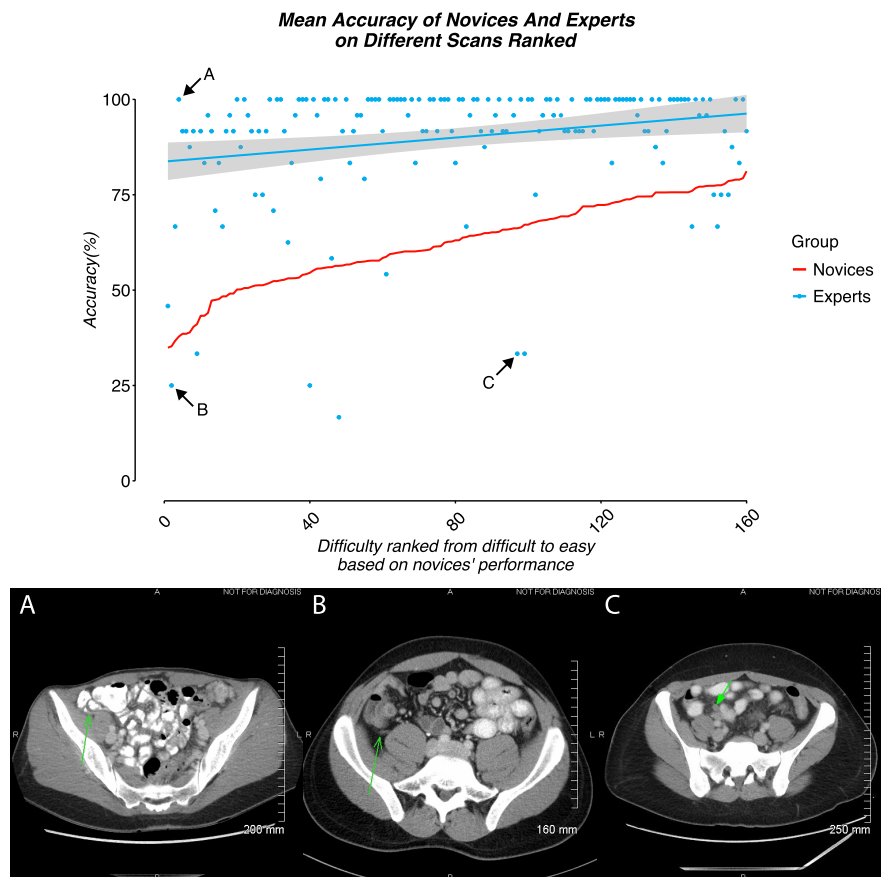 Mean Accuracy of Novices And Experts
on Different Scans Ranked
A
100
75
50
25
0
Accuracy(%)
B
C
Group
Novices
Experts
0
40
80
120
160
Difficulty ranked from difficult to easy
based on novices' performance
A
A
NOT FOR DIAGNOSIS
B
A
NOT FOR DIAGNOSIS
C
A
NOT FOR DIAGNOSIS
R
L R
L R
200 mm
160 mm
250 mm